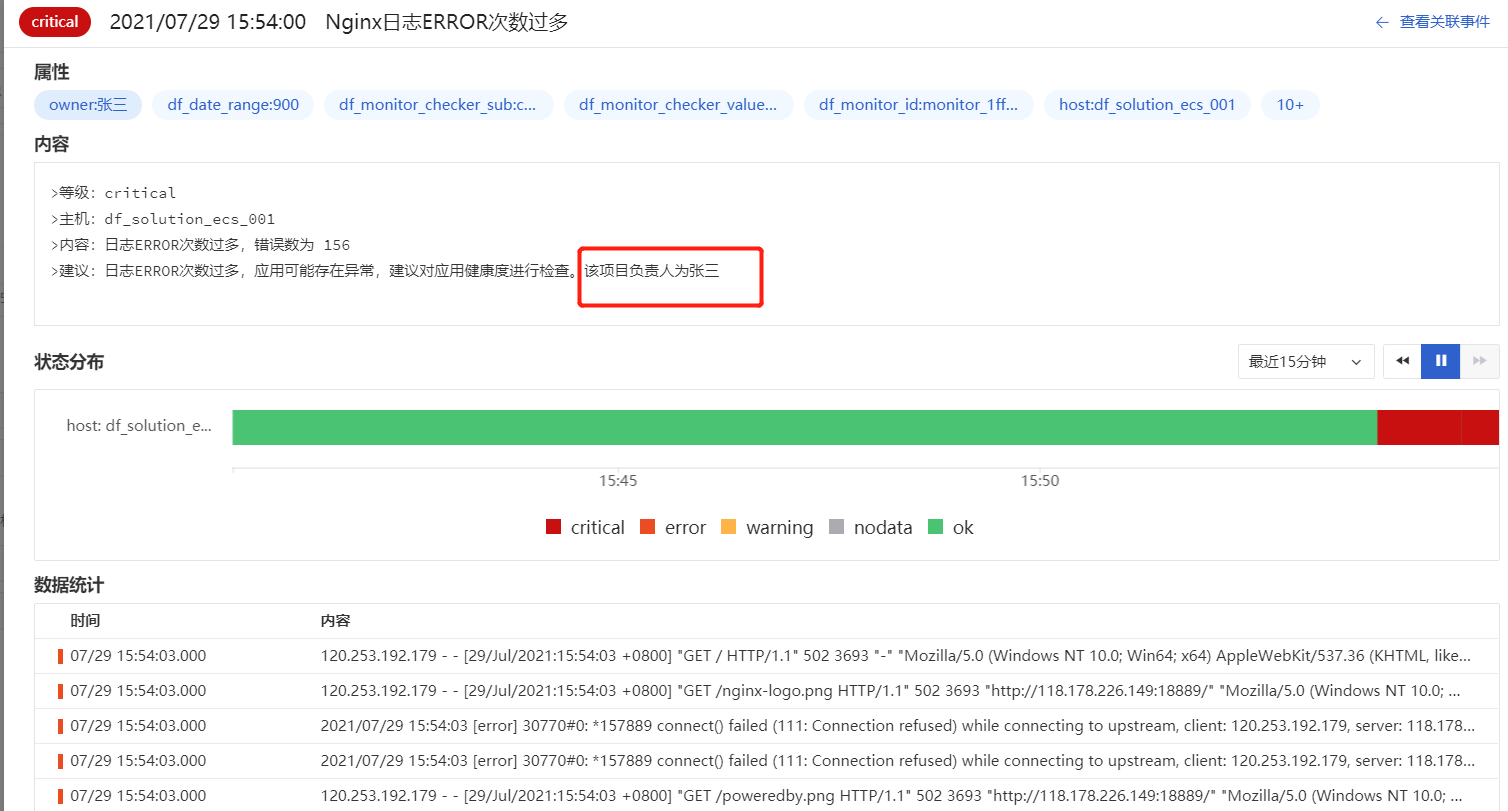 critical 2021/07/29 15:54:00 Nginx日志ERROR次数过多 ← 查看关联事件
属性
owner:张三 df_date_range:900 df_monitor_checker_sub:c... df_monitor_checker_value... df_monitor_id:monitor_1ff... host:df_solution_ecs_001 10+
内容
>等级: critical
>主机: df_solution_ecs_001
>内容: 日志ERROR次数过多, 错误数为 156
>建议: 日志ERROR次数过多, 应用可能存在异常, 建议对应用健康度进行检查。该项目负责人为张三
状态分布 最近15分钟
host: df_solution_e...
15:45 15:50
critical error warning nodata ok
数据统计
时间 内容
07/29 15:54:03.000 120.253.192.179 - - [29/Jul/2021:15:54:03 +0800] "GET / HTTP/1.1" 502 3693 "-" "Mozilla/5.0 (Windows NT 10.0; Win64; x64) AppleWebKit/537.36 (KHTML, like...
07/29 15:54:03.000 120.253.192.179 - - [29/Jul/2021:15:54:03 +0800] "GET /nginx-logo.png HTTP/1.1" 502 3693 "http://118.178.226.149:18889/" "Mozilla/5.0 (Windows NT 10.0; ...
07/29 15:54:03.000 2021/07/29 15:54:03 [error] 30770#0: *157889 connect() failed (111: Connection refused) while connecting to upstream, client: 120.253.192.179, server: 118.178...
07/29 15:54:03.000 2021/07/29 15:54:03 [error] 30770#0: *157889 connect() failed (111: Connection refused) while connecting to upstream, client: 120.253.192.179, server: 118.178...
07/29 15:54:03.000 120.253.192.179 - - [29/Jul/2021:15:54:03 +0800] "GET /poweredby.png HTTP/1.1" 502 3693 "http://118.178.226.149:18889/" "Mozilla/5.0 (Windows NT 10.0; ...